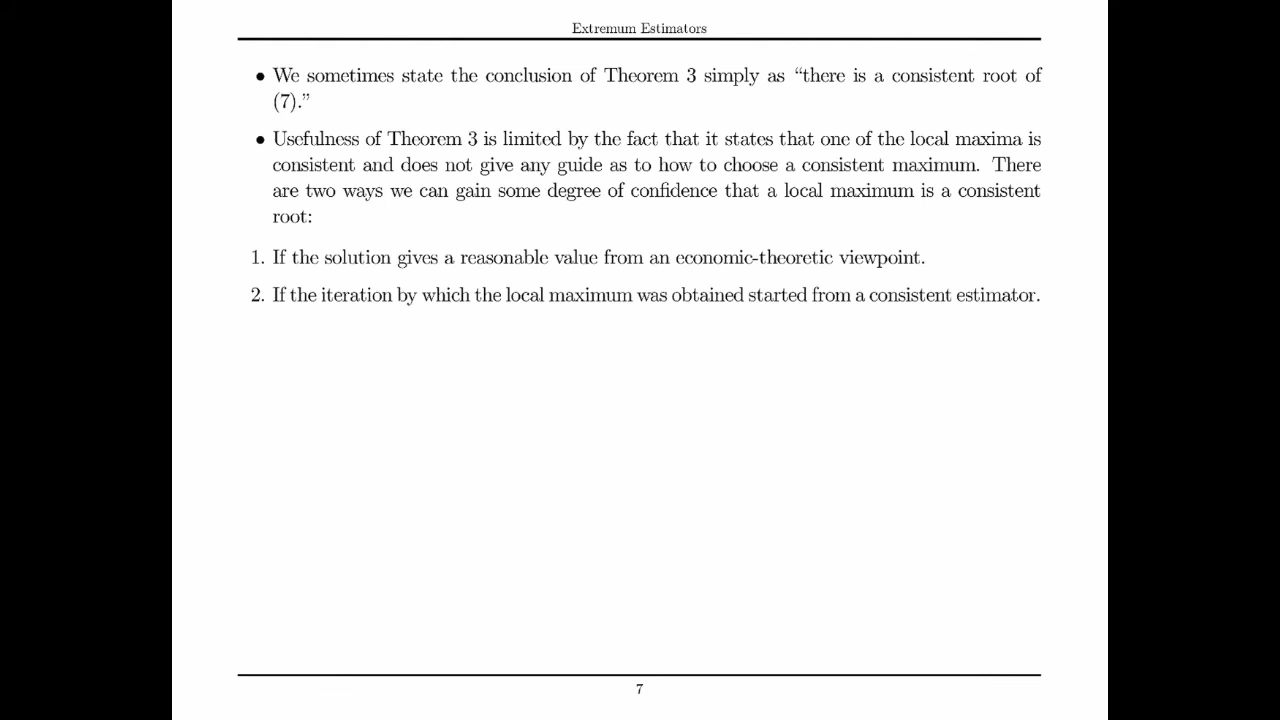 Extremum Estimators
• We sometimes state the conclusion of Theorem 3 simply as “there is a consistent root of
(7).”
• Usefulness of Theorem 3 is limited by the fact that it states that one of the local maxima is
consistent and does not give any guide as to how to choose a consistent maximum. There
are two ways we can gain some degree of confidence that a local maximum is a consistent
root:
1. If the solution gives a reasonable value from an economic-theoretic viewpoint.
2. If the iteration by which the local maximum was obtained started from a consistent estimator.
7